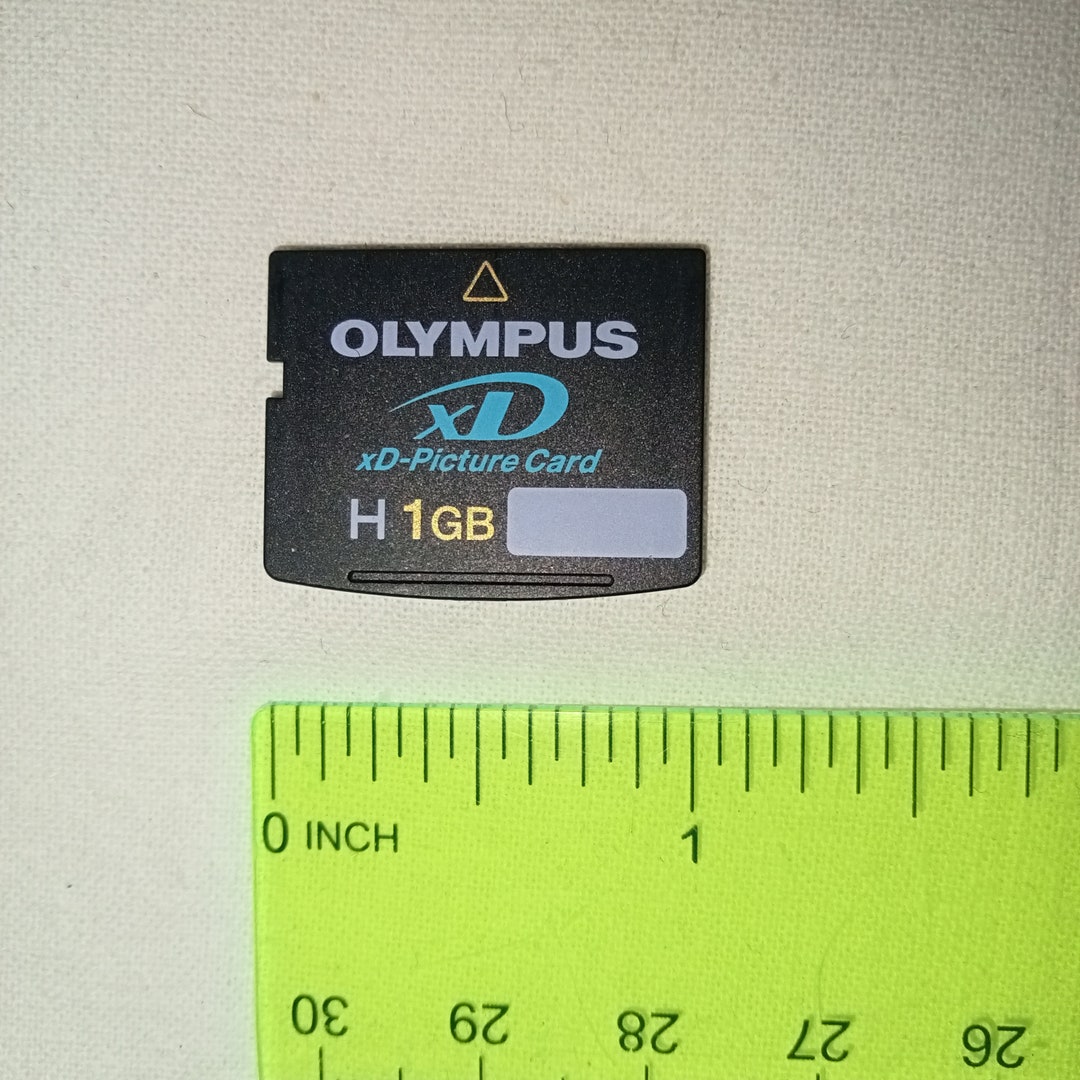 OLYMPUS
xD
xD-Picture Card
H 1GB
0 INCH 1
30 29 28 27 26